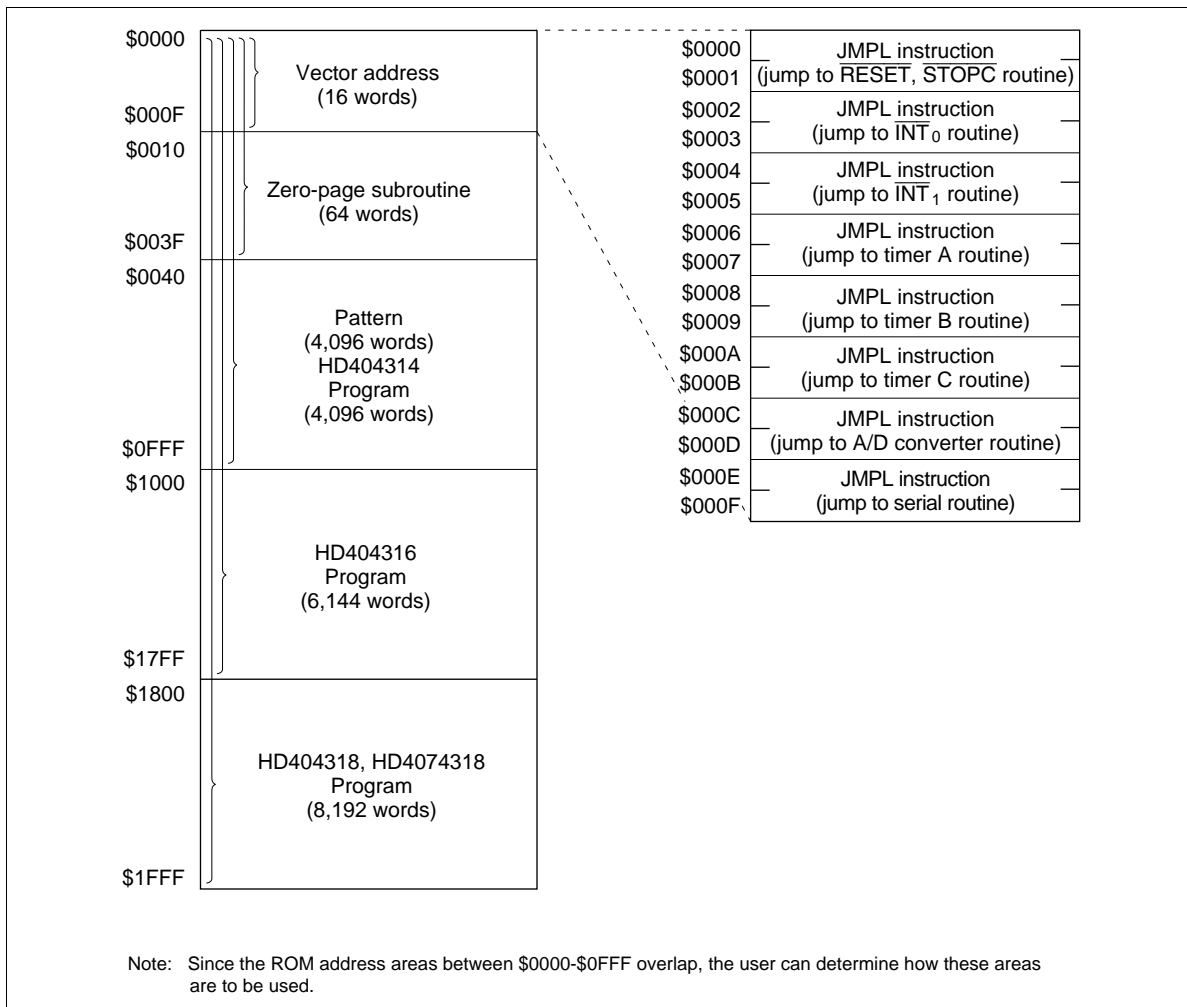 $0000
Vector address
(16 words)
$000F
$0010
Zero-page subroutine
(64 words)
$003F
$0040
Pattern
(4,096 words)
HD404314
Program
(4,096 words)
$0FFF
$1000
HD404316
Program
(6,144 words)
$17FF
$1800
HD404318, HD4074318
Program
(8,192 words)
$1FFF
$0000
JMPL instruction
$0001
(jump to RESET, STOPC routine)
$0002
JMPL instruction
(jump to INT0 routine)
$0003
$0004
JMPL instruction
(jump to INT1 routine)
$0005
$0006
JMPL instruction
(jump to timer A routine)
$0007
$0008
JMPL instruction
(jump to timer B routine)
$0009
$000A
JMPL instruction
(jump to timer C routine)
$000B
$000C
JMPL instruction
(jump to A/D converter routine)
$000D
$000E
JMPL instruction
(jump to serial routine)
$000F
Note: Since the ROM address areas between $0000-$0FFF overlap, the user can determine how these areas
are to be used.